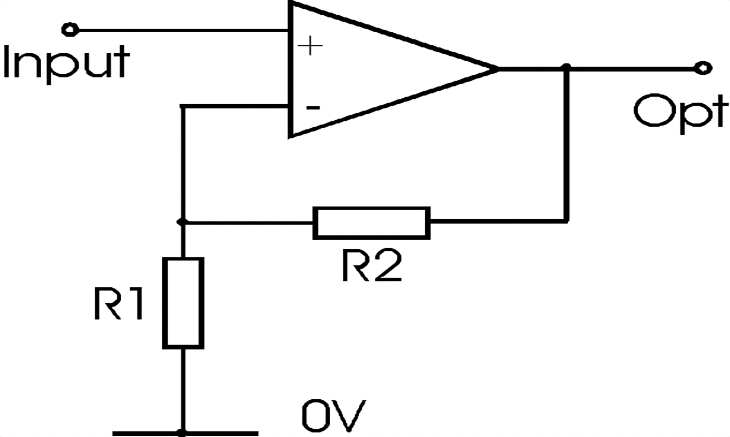 Input
+
-
Opt
R2
R1
0V